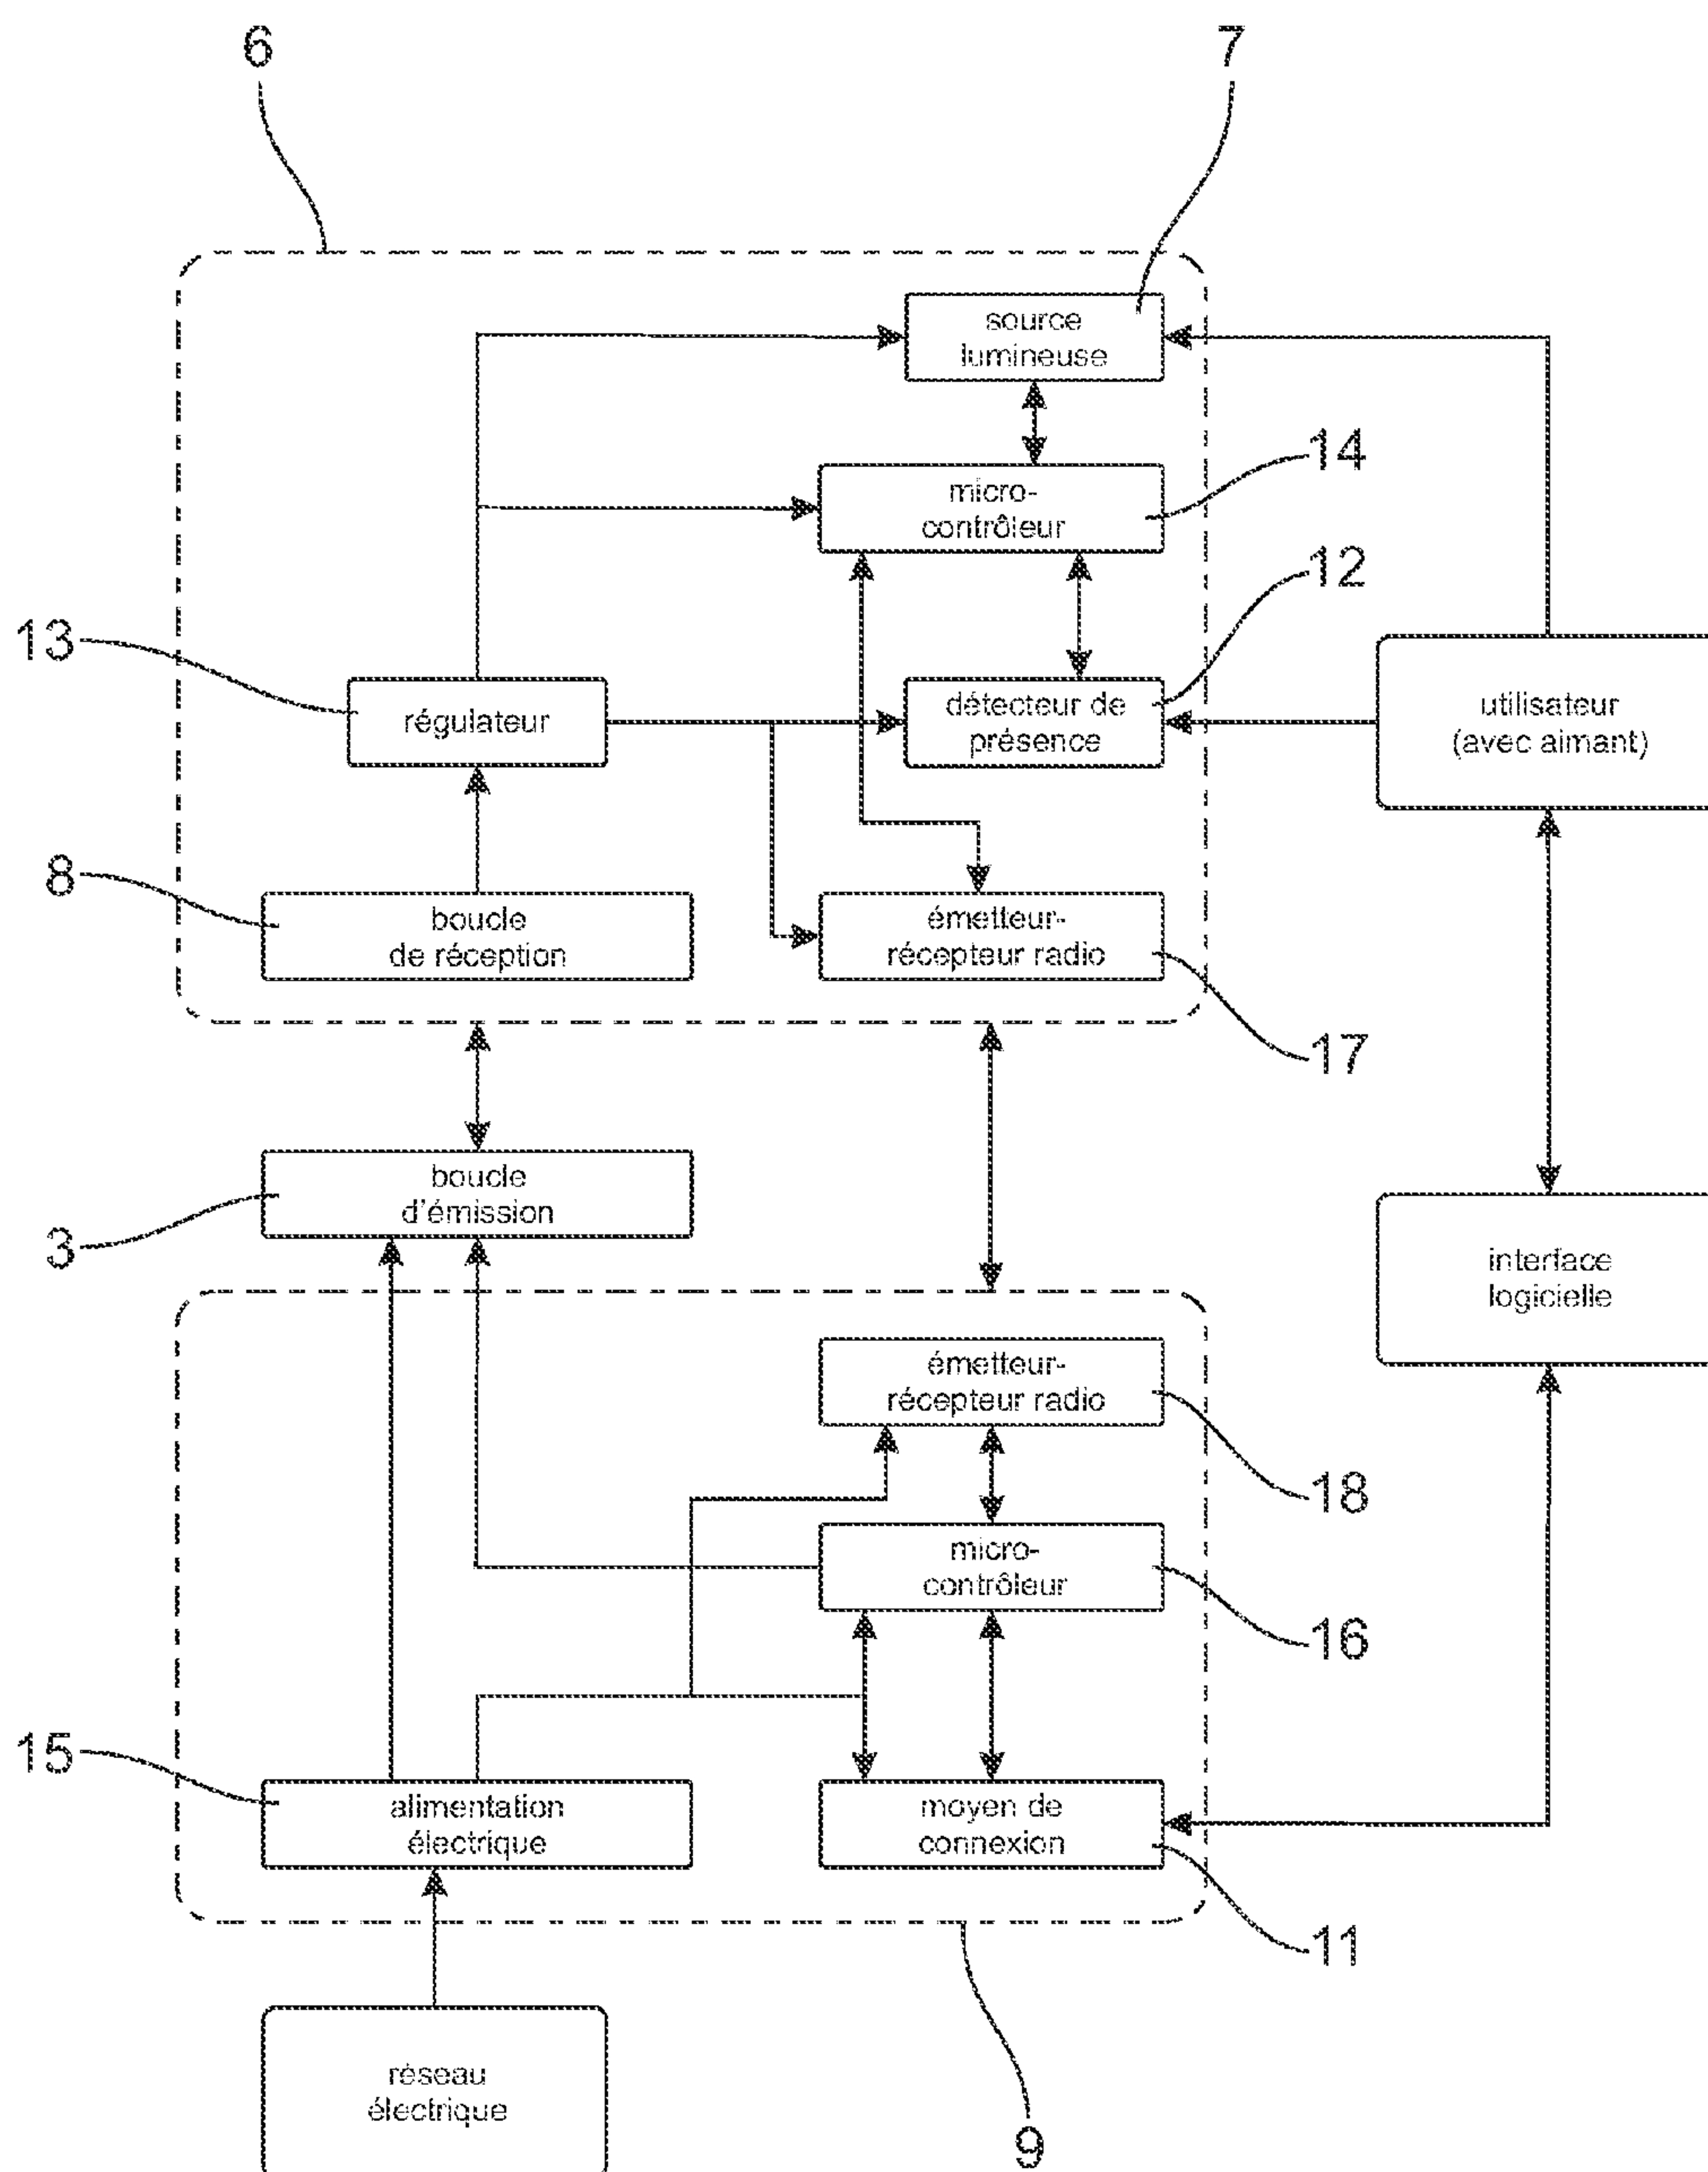 6
7
source
lumineuse
14
micro-
contrôleur
12
13
régulateur
détecteur de
présence
utilisateur
(avec aimant)
8
boucle
de réception
émetteur-
récepteur radio
17
boucle
d'émission
3
interface
logicielle
émetteur-
récepteur radio
18
micro-
contrôleur
16
15
alimentation
électrique
moyen de
connexion
11
réseau
électrique
9